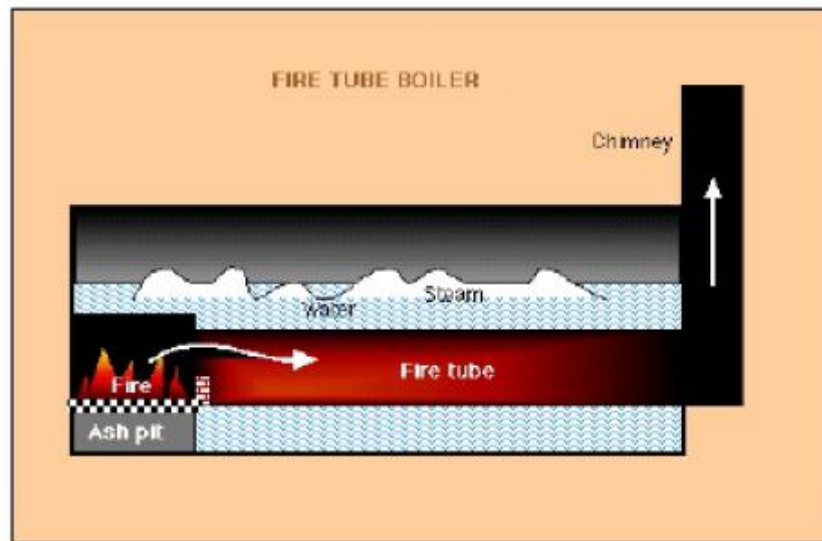 FIRE TUBE BOILER
Chimney
Steam
Water
Fire tube
Fire
Ash pit